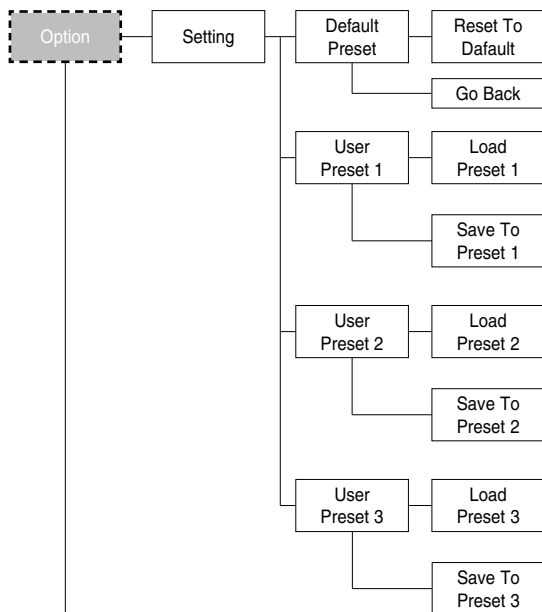 Option
Setting
Default
Preset
Reset To
Dafault
Go Back
User
Preset 1
Load
Preset 1
Save To
Preset 1
User
Preset 2
Load
Preset 2
Save To
Preset 2
User
Preset 3
Load
Preset 3
Save To
Preset 3